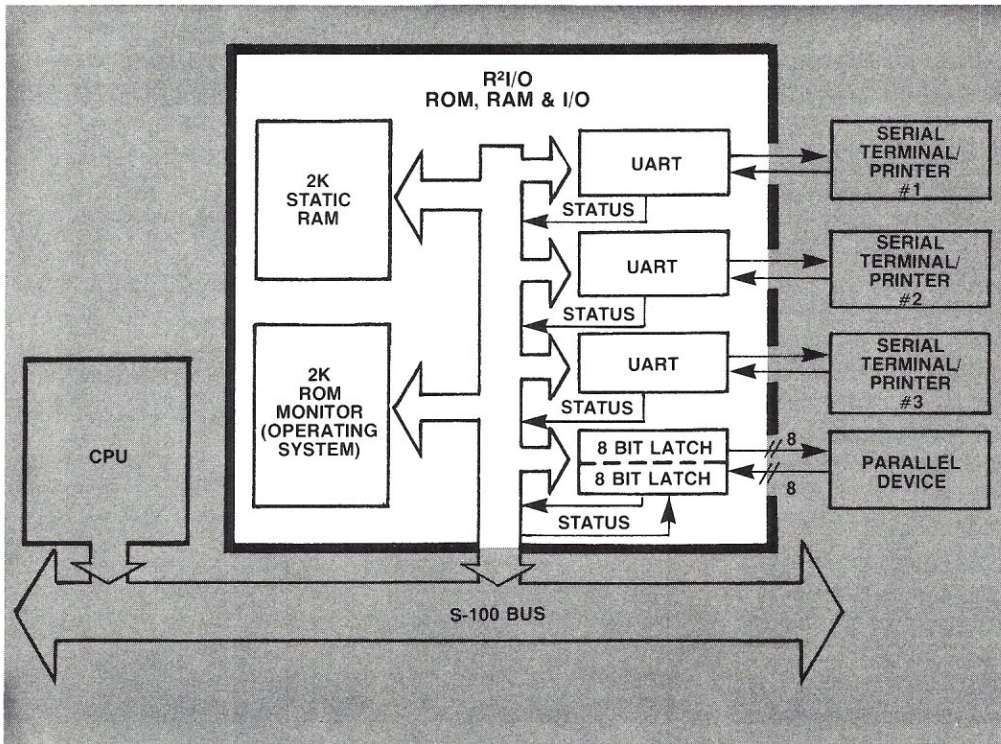 R²I/O
ROM, RAM & I/O
2K
STATIC
RAM
UART
STATUS
SERIAL
TERMINAL/
PRINTER
#1
UART
STATUS
SERIAL
TERMINAL/
PRINTER
#2
2K
ROM
MONITOR
(OPERATING
SYSTEM)
UART
STATUS
SERIAL
TERMINAL/
PRINTER
#3
CPU
8 BIT LATCH
8 BIT LATCH
STATUS
8
8
PARALLEL
DEVICE
S-100 BUS